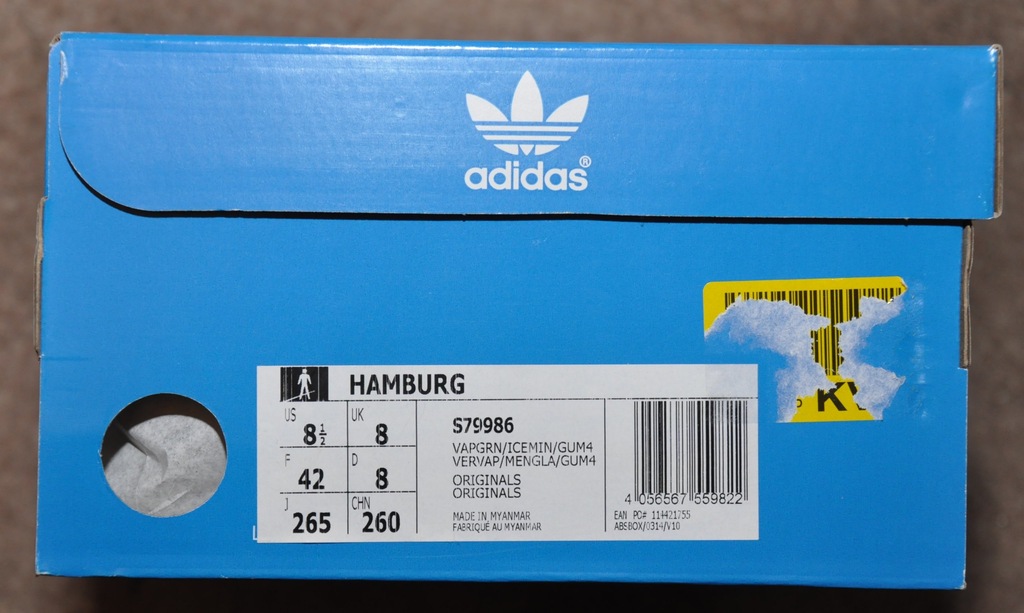 adidas®
HAMBURG
US 8½ UK 8
F 42 D 8
J 265 CHN 260
S79986
VAPGRN/ICEMIN/GUM4
VERVAP/MENGLA/GUM4
ORIGINALS
ORIGINALS
MADE IN MYANMAR
FABRIQUÉ AU MYANMAR
4 056567 559822
EAN PO# 114421755
ABSBOX/0314/V10